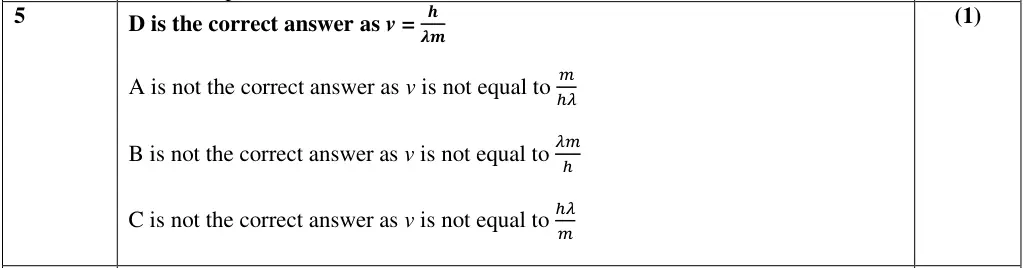 5 D is the correct answer as v = h/λm (1)
A is not the correct answer as v is not equal to m/hλ
B is not the correct answer as v is not equal to λm/h
C is not the correct answer as v is not equal to hλ/m